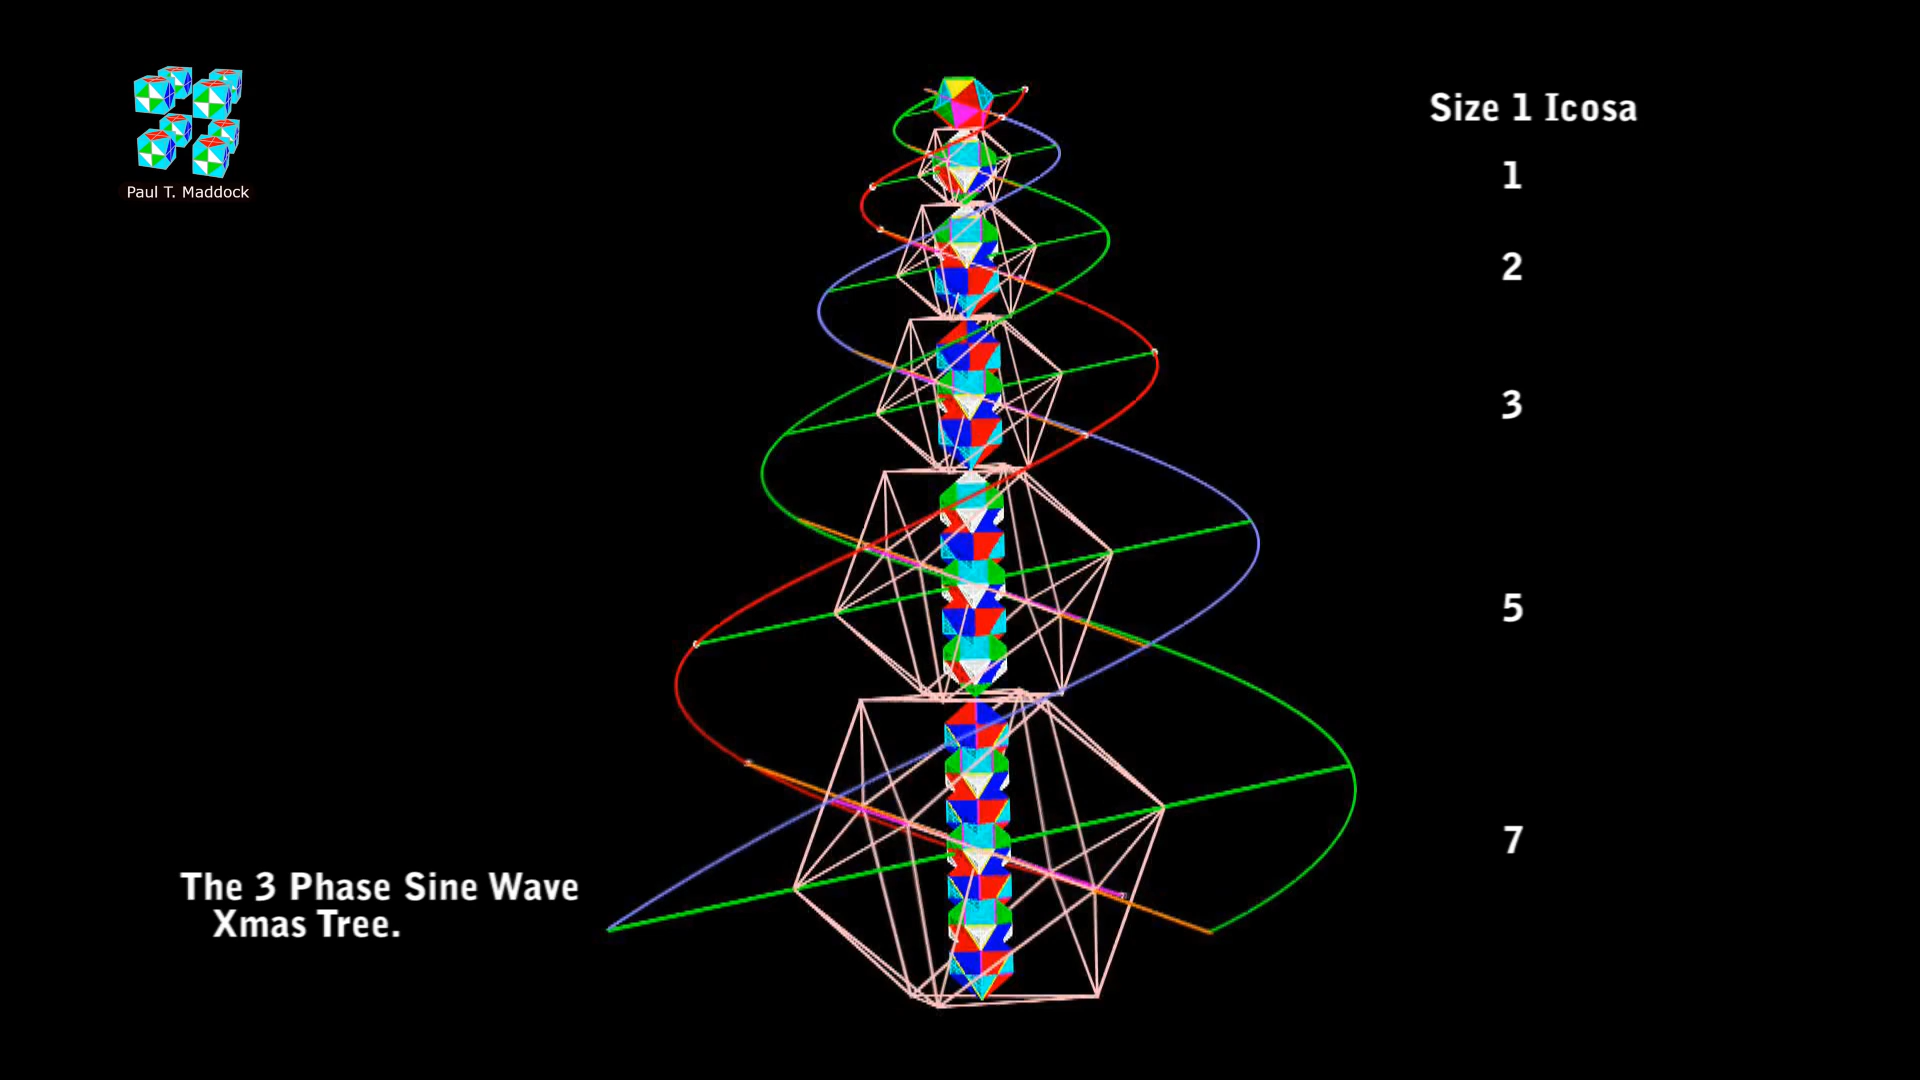 Paul T. Maddock
Size 1 Icosa
1
2
3
5
7
The 3 Phase Sine Wave
Xmas Tree.